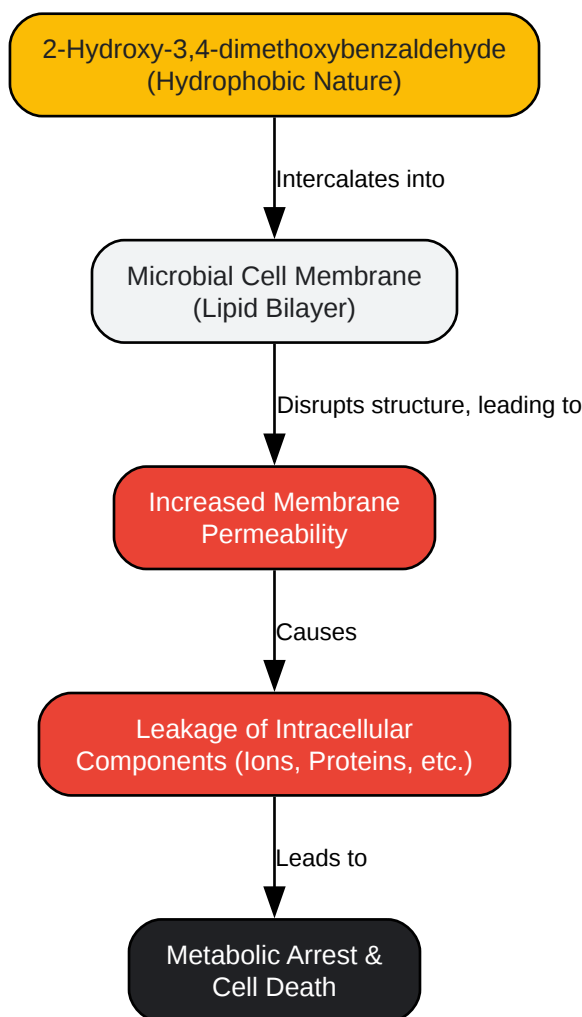 2-Hydroxy-3,4-dimethoxybenzaldehyde
(Hydrophobic Nature)
Intercalates into
Microbial Cell Membrane
(Lipid Bilayer)
Disrupts structure, leading to
Increased Membrane
Permeability
Causes
Leakage of Intracellular
Components (Ions, Proteins, etc.)
Leads to
Metabolic Arrest &
Cell Death